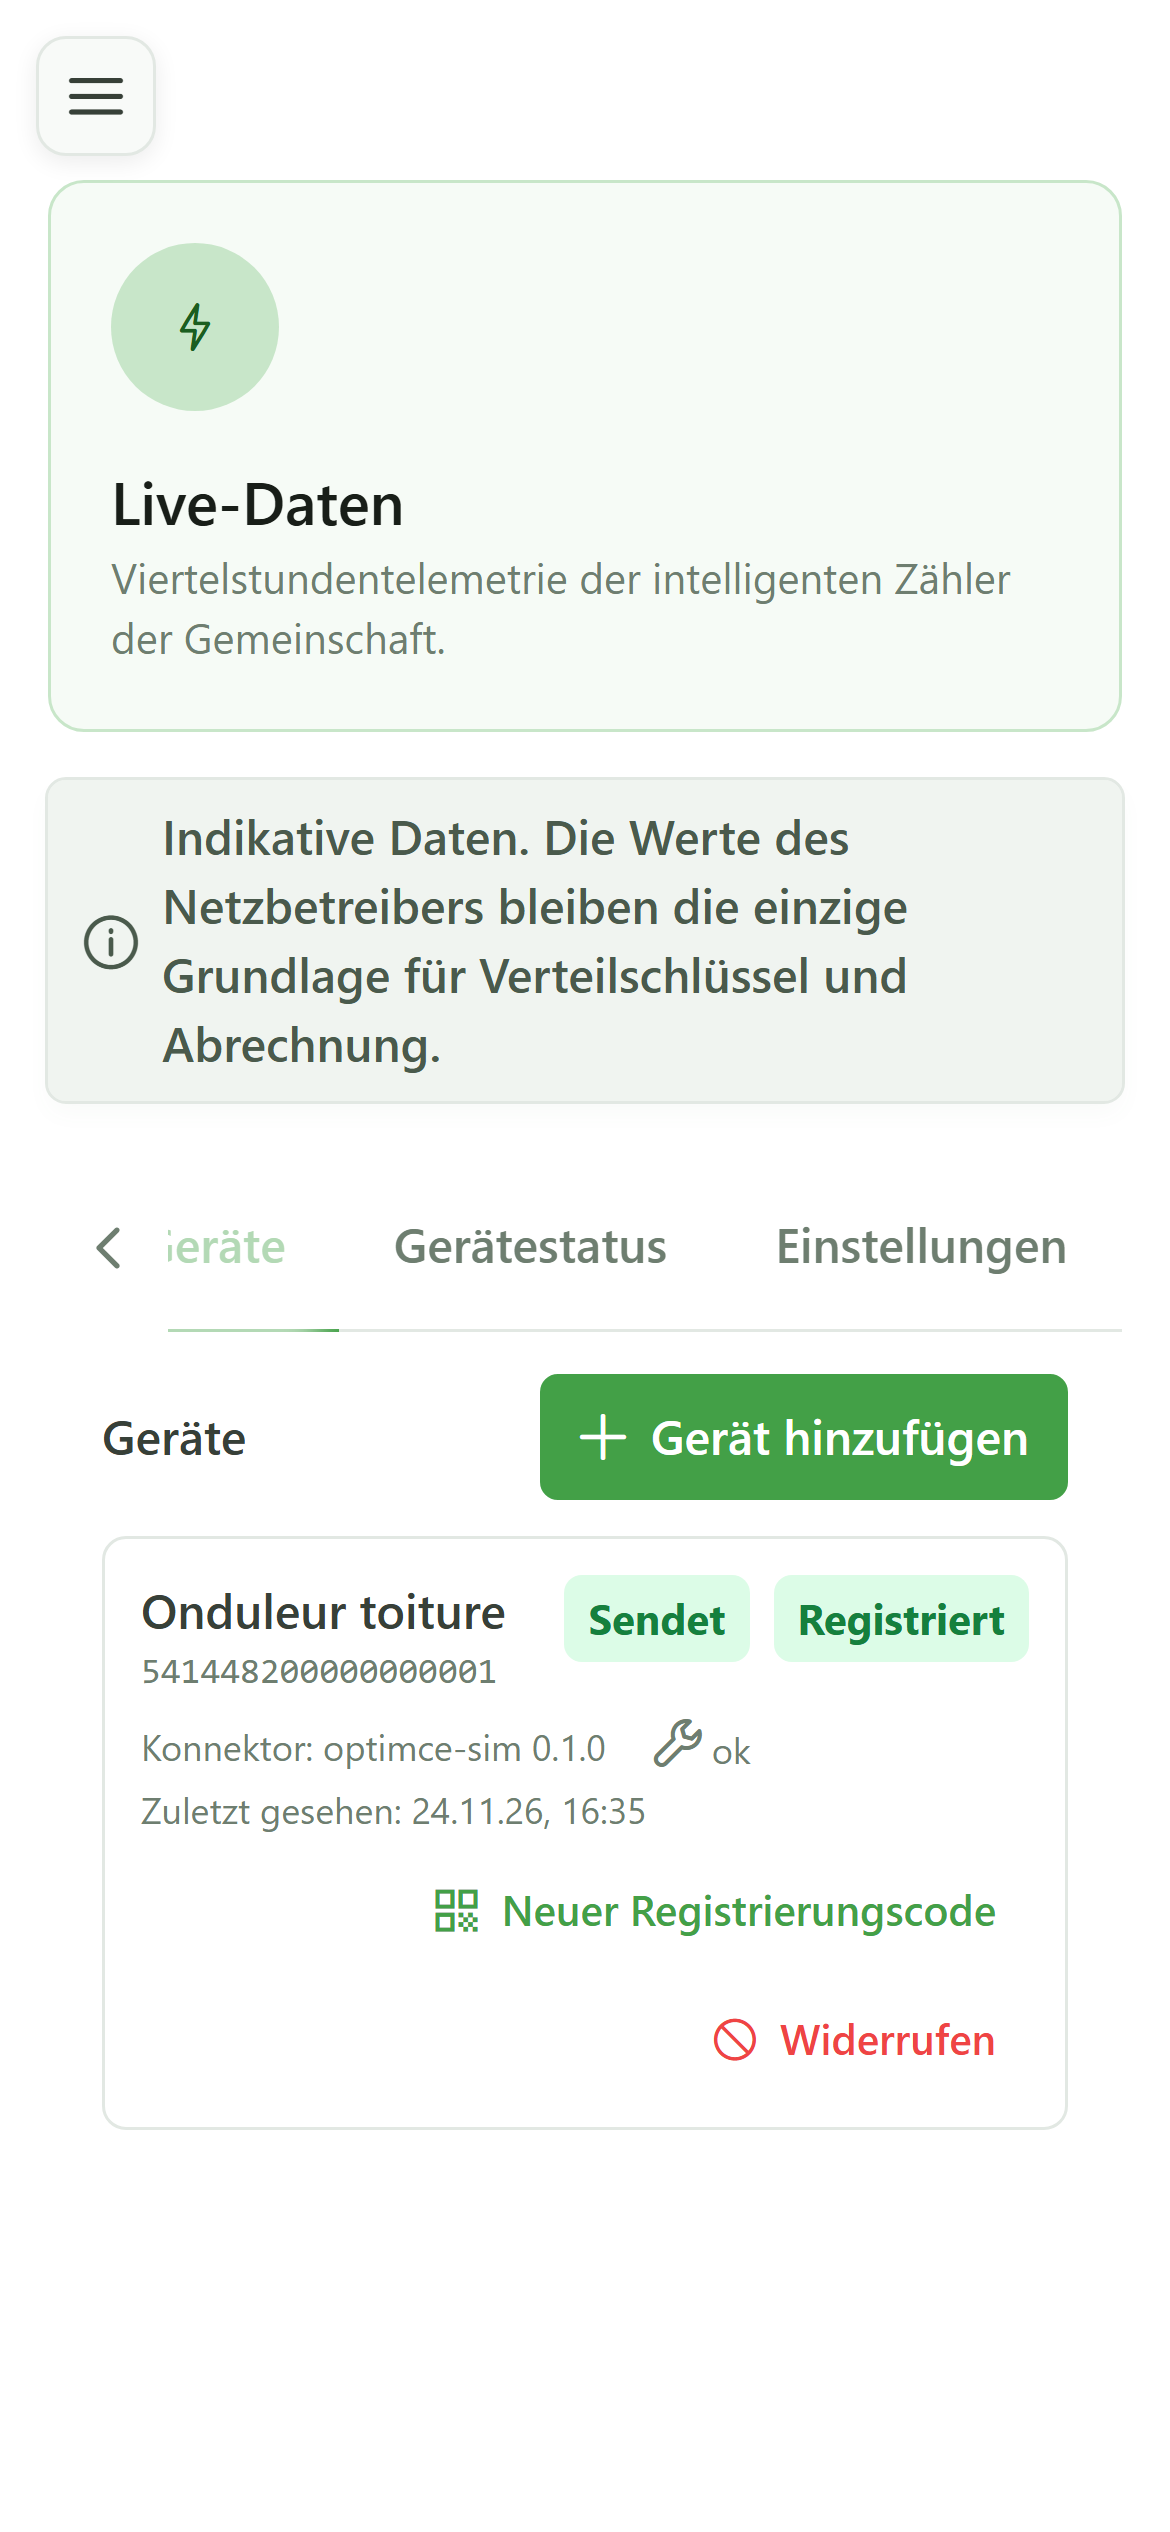 Live-Daten
Viertelstundentelemetrie der intelligenten Zähler
der Gemeinschaft.
Indikative Daten. Die Werte des
Netzbetreibers bleiben die einzige
Grundlage für Verteilschlüssel und
Abrechnung.
eräte Gerätestatus Einstellungen
Geräte Gerät hinzufügen
Onduleur toiture Sendet Registriert
541448200000000001
Konnektor: optimce-sim 0.1.0 ok
Zuletzt gesehen: 24.11.26, 16:35
Neuer Registrierungscode
Widerrufen